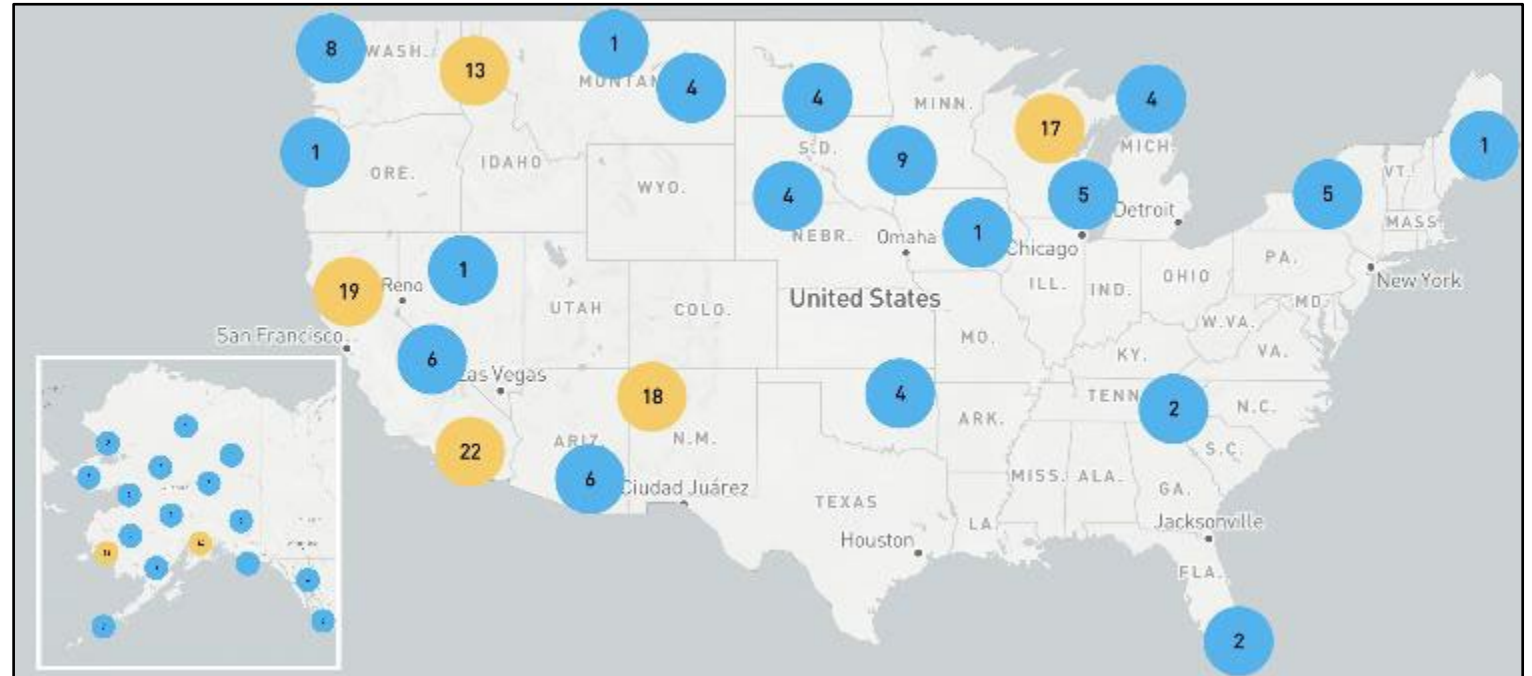 8
WASH.
13
1
4
4
MINN.
17
4
1
ORE.
IDAHO
S.D.
9
MICH.
1
WYO.
4
5
Detroit
5
VT.
MASS.
NEBR.
Omaha
1
Chicago
19
Reno
1
UTAH
COLO.
United States
ILL.
IND.
OHIO
PA.
New York
MD.
San Francisco
6
Las Vegas
MO.
KY.
W.VA.
VA.
22
ARIZ.
18
N.M.
4
ARK.
TENN
2
N.C.
S.C.
6
Ciudad Juárez
TEXAS
MISS.
ALA.
GA.
Houston
LA.
Jacksonville
FLA.
2